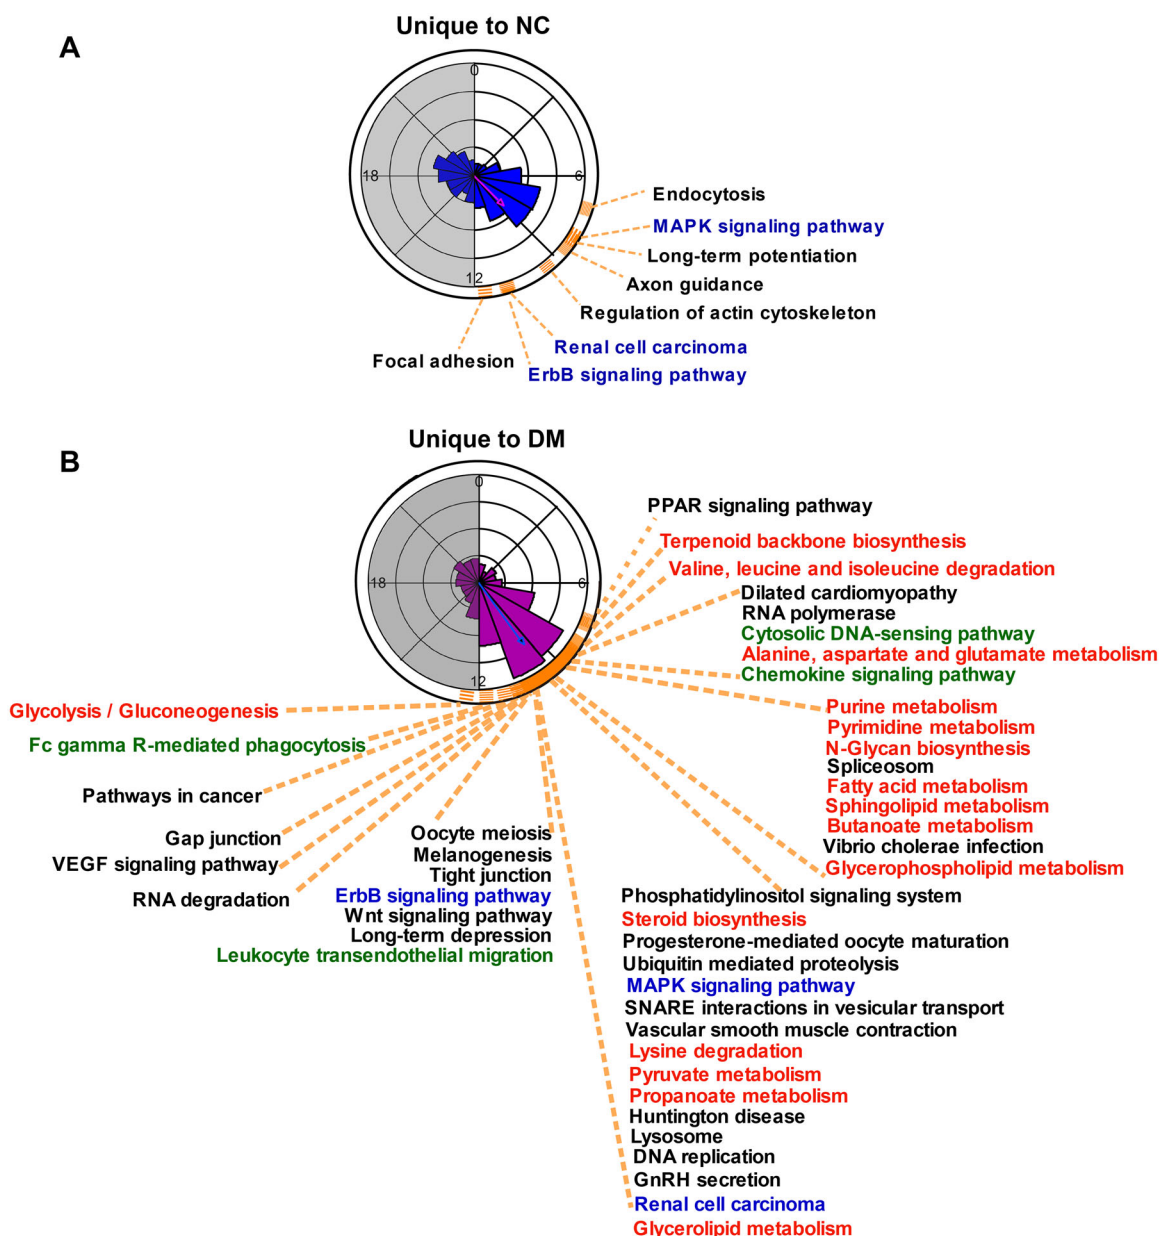 Unique to NC
A
0
18
6
12
Endocytosis
MAPK signaling pathway
Long-term potentiation
Axon guidance
Regulation of actin cytoskeleton
Renal cell carcinoma
Focal adhesion
ErbB signaling pathway
Unique to DM
B
0
18
6
12
PPAR signaling pathway
Terpenoid backbone biosynthesis
Valine, leucine and isoleucine degradation
Dilated cardiomyopathy
RNA polymerase
Cytosolic DNA-sensing pathway
Alanine, aspartate and glutamate metabolism
Chemokine signaling pathway
Purine metabolism
Pyrimidine metabolism
N-Glycan biosynthesis
Spliceosom
Fatty acid metabolism
Sphingolipid metabolism
Butanoate metabolism
Vibrio cholerae infection
Glycerophospholipid metabolism
Glycolysis / Gluconeogenesis
Fc gamma R-mediated phagocytosis
Pathways in cancer
Gap junction
VEGF signaling pathway
RNA degradation
Oocyte meiosis
Melanogenesis
Tight junction
ErbB signaling pathway
Wnt signaling pathway
Long-term depression
Leukocyte transendothelial migration
Phosphatidylinositol signaling system
Steroid biosynthesis
Progesterone-mediated oocyte maturation
Ubiquitin mediated proteolysis
MAPK signaling pathway
SNARE interactions in vesicular transport
Vascular smooth muscle contraction
Lysine degradation
Pyruvate metabolism
Propanoate metabolism
Huntington disease
Lysosome
DNA replication
GnRH secretion
Renal cell carcinoma
Glycerolipid metabolism